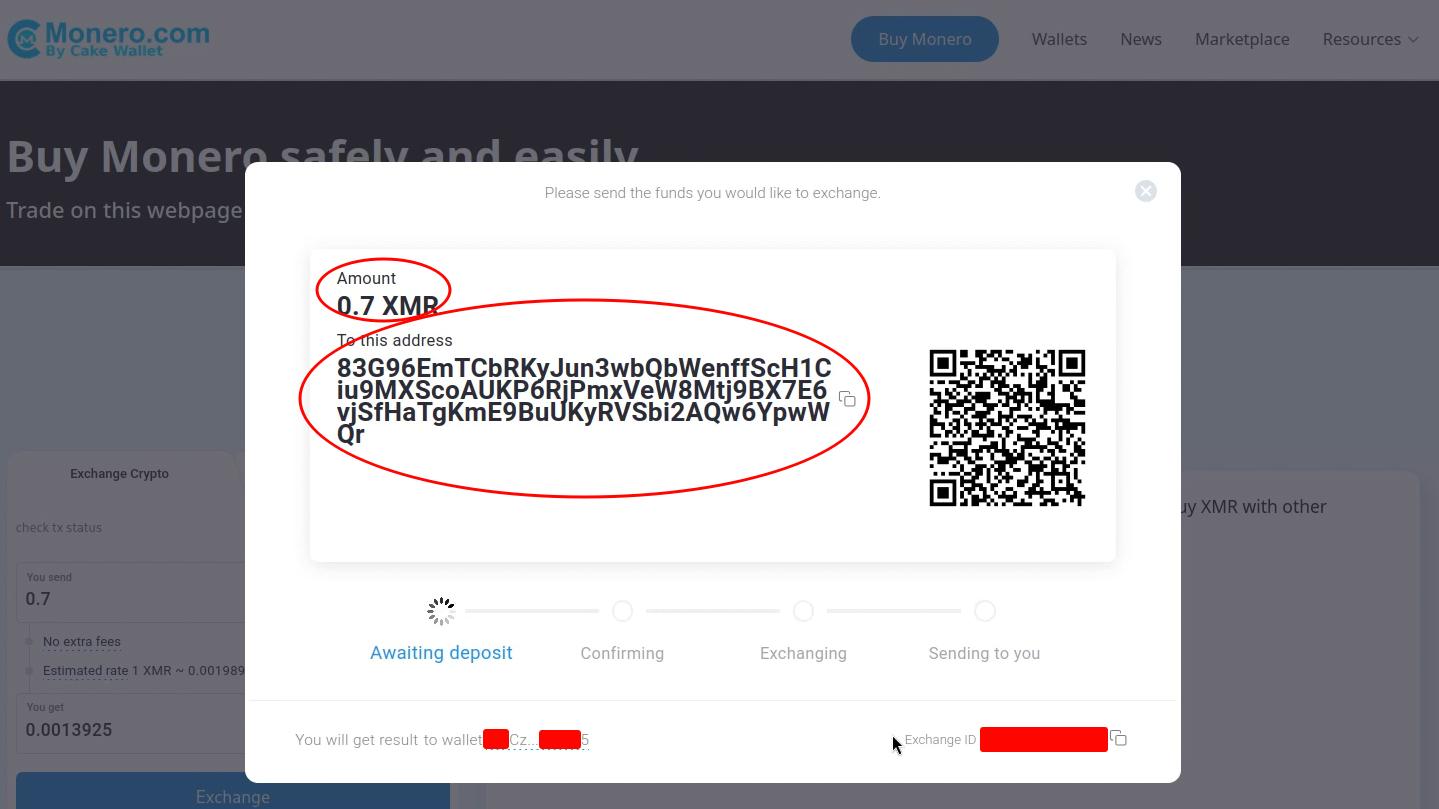 Monero.com
By Cake Wallet
Buy Monero
Wallets
News
Marketplace
Resources
Buy Monero safely and easily
Trade on this webpage
Please send the funds you would like to exchange.
Amount
0.7 XMR
To this address
83G96EmTCbRKyJun3wbQbWenffScH1C
iu9MXScoAUKP6RjPmxVeW8Mtj9BX7E6
vjSfHaTgKmE9BuUKyRVSbi2AQw6YpwW
Qr
Exchange Crypto
check tx status
You send
0.7
No extra fees
Estimated rate 1 XMR ~ 0.001989
You get
0.0013925
Exchange
uy XMR with other
Awaiting deposit
Confirming
Exchanging
Sending to you
You will get result to wallet Cz... 5
Exchange ID